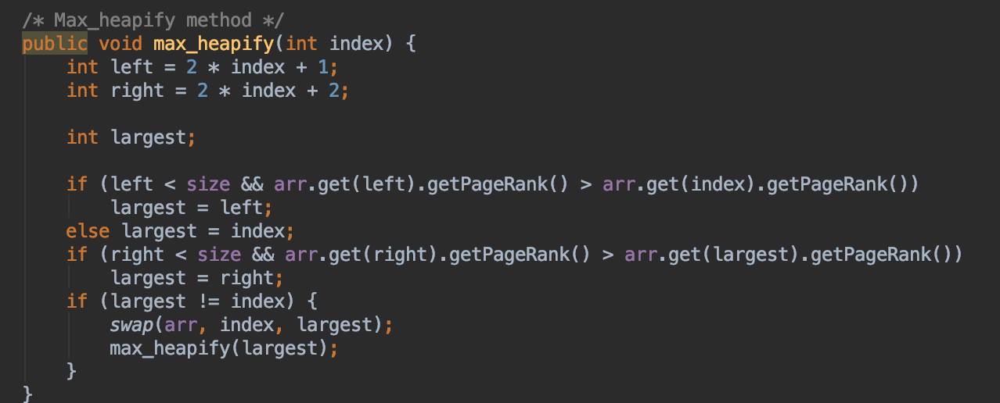 /* Max_heapify method */
public void max_heapify(int index) {
    int left = 2 * index + 1;
    int right = 2 * index + 2;

    int largest;

    if (left < size && arr.get(left).getPageRank() > arr.get(index).getPageRank())
        largest = left;
    else largest = index;
    if (right < size && arr.get(right).getPageRank() > arr.get(largest).getPageRank())
        largest = right;
    if (largest != index) {
        swap(arr, index, largest);
        max_heapify(largest);
    }
}